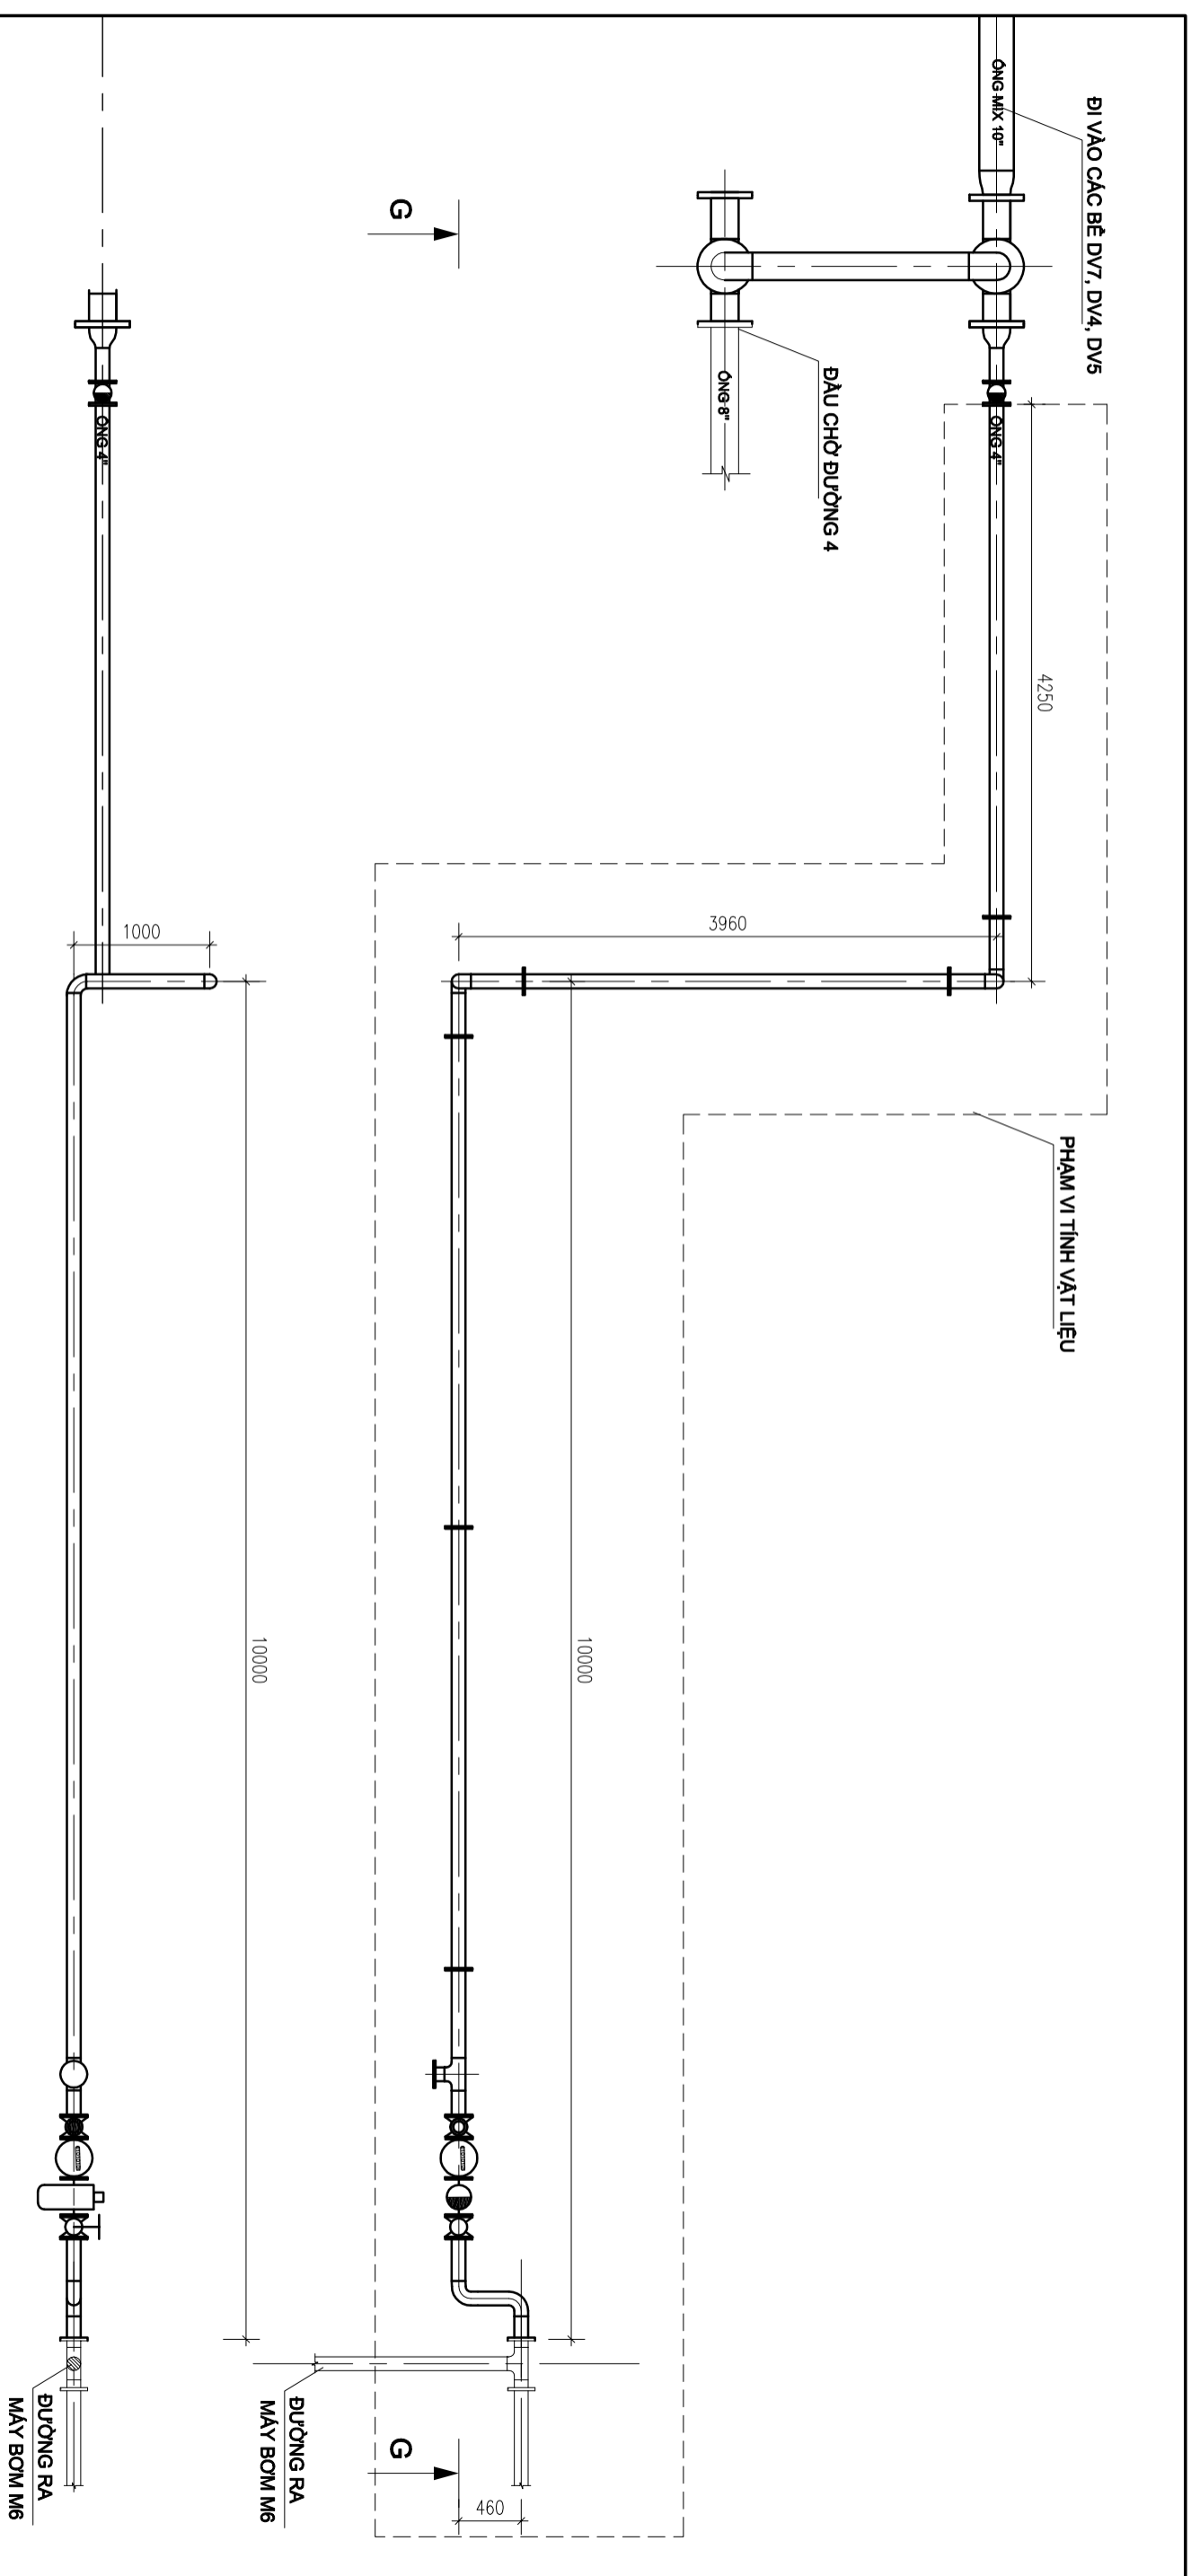 ĐI VÀO CÁC BỂ DV7, DV4, DV5
ỐNG MIX 10"
ỐNG 4"
4250
PHẠM VI TÍNH VẬT LIỆU
ĐẦU CHỜ ĐƯỜNG 4
ỐNG 8"
3960
10000
G
G
460
ĐƯỜNG RA
MÁY BƠM M6
10000
1000
ỐNG 4"
ĐƯỜNG RA
MÁY BƠM M6